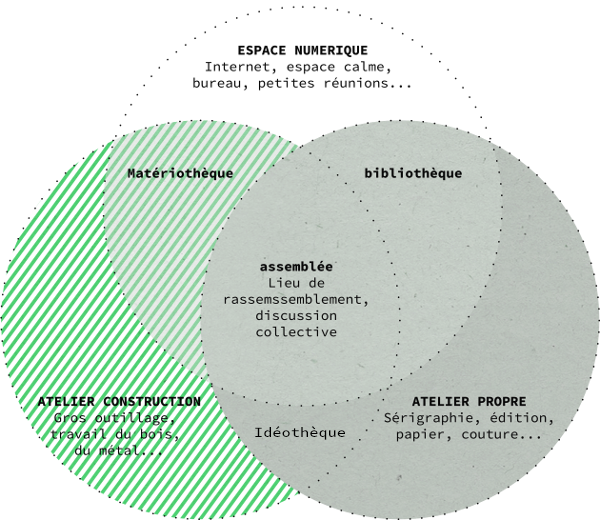 ESPACE NUMERIQUE
Internet, espace calme,
bureau, petites réunions...
Matériothèque
bibliothèque
assemblée
Lieu de
rassemssemblement,
discussion
collective
ATELIER CONSTRUCTION
Gros outillage,
travail du bois,
du métal...
ATELIER PROPRE
Sérigraphie, édition,
papier, couture...
Idéothèque